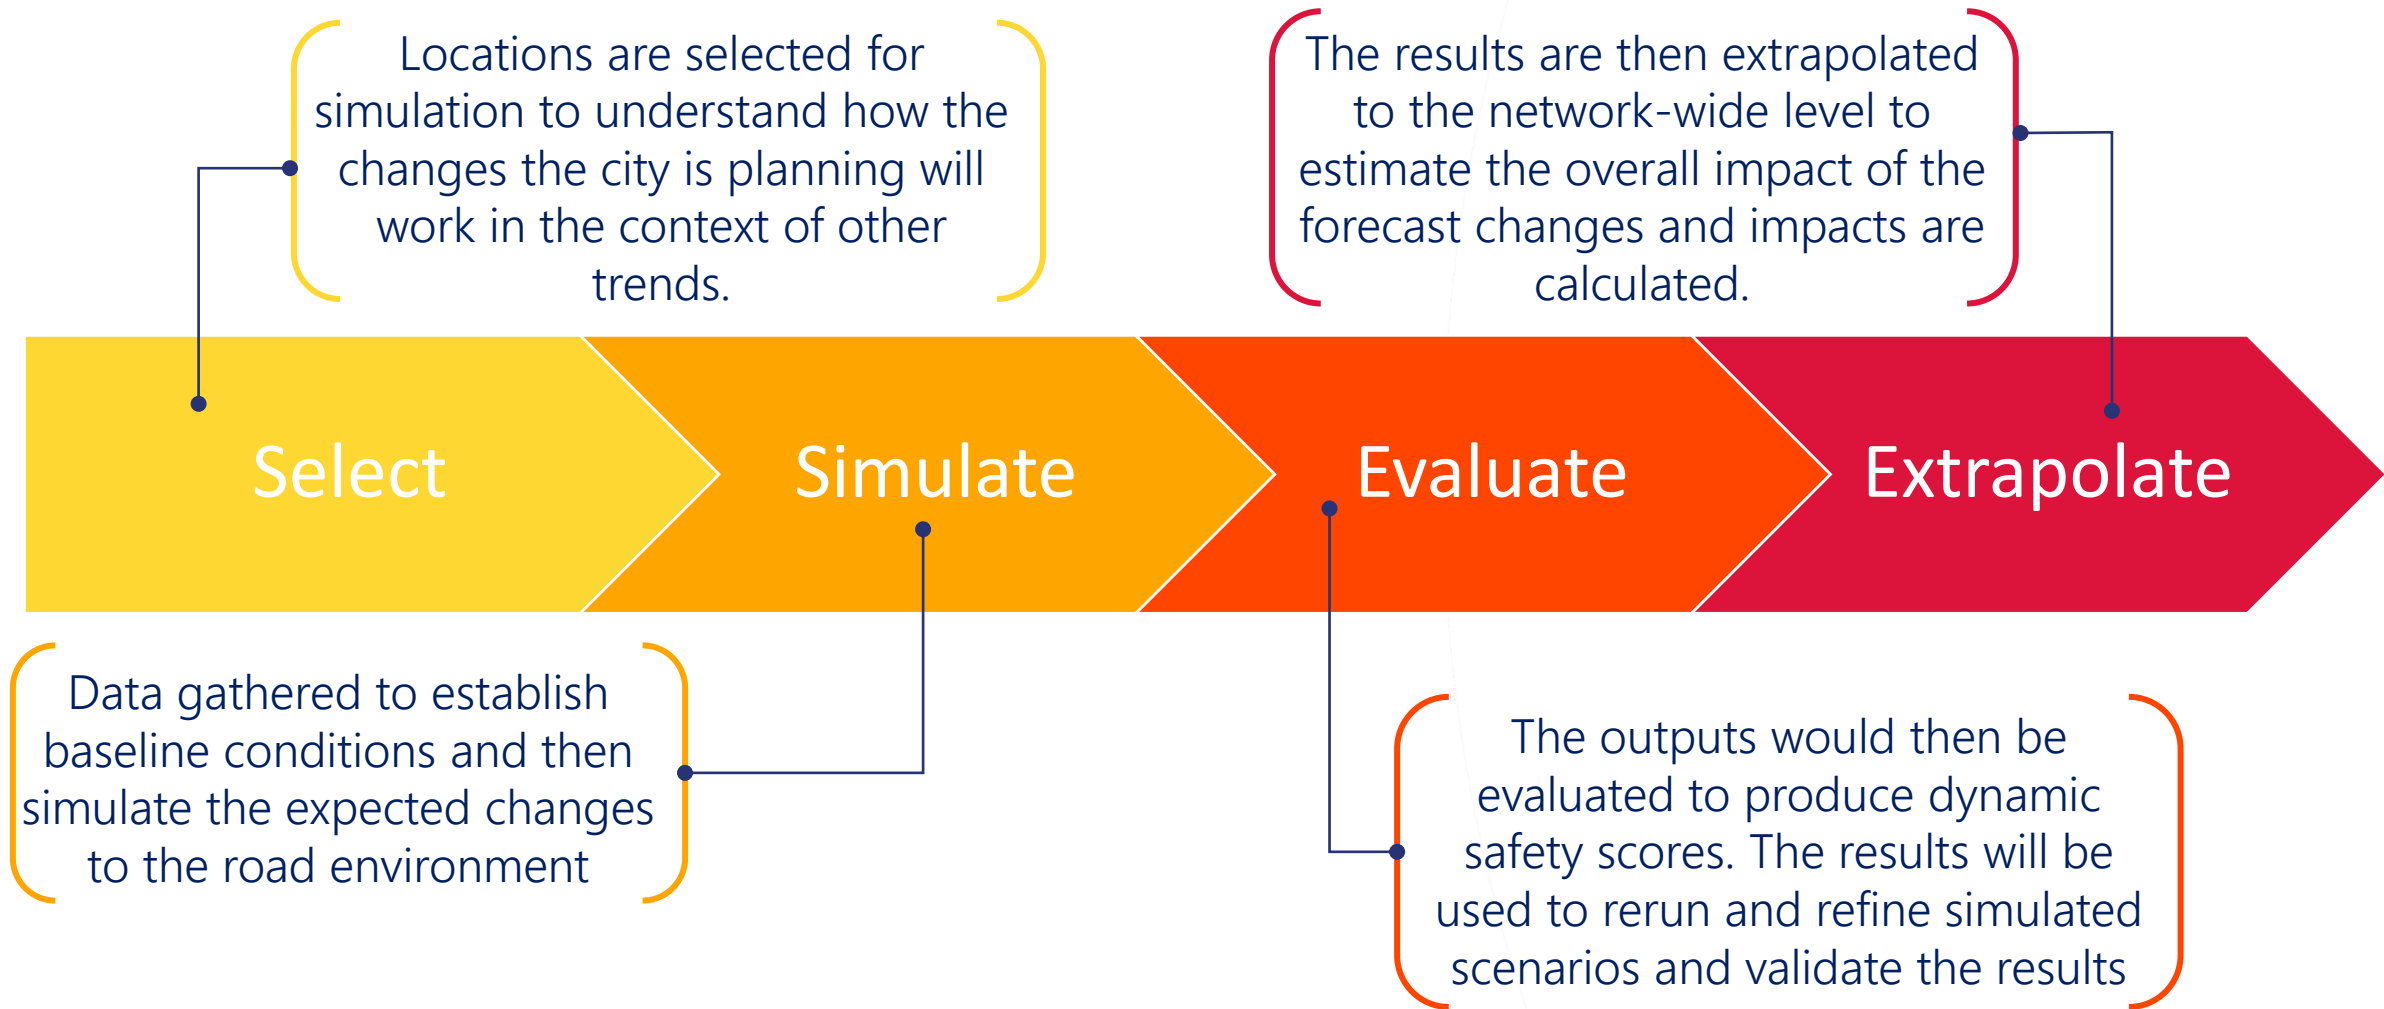 Locations are selected for
simulation to understand how the
changes the city is planning will
work in the context of other
trends.
The results are then extrapolated
to the network-wide level to
estimate the overall impact of the
forecast changes and impacts are
calculated.
Select
Simulate
Evaluate
Extrapolate
Data gathered to establish
baseline conditions and then
simulate the expected changes
to the road environment
The outputs would then be
evaluated to produce dynamic
safety scores. The results will be
used to rerun and refine simulated
scenarios and validate the results